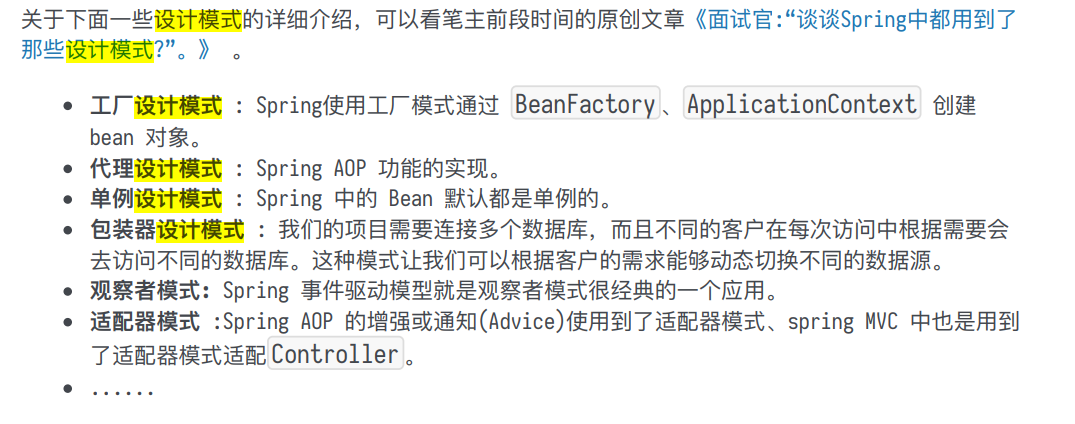 关于下面一些设计模式的详细介绍，可以看笔主前段时间的原创文章《面试官:“谈谈Spring中都用到了
那些设计模式?”。》 。
• 工厂设计模式 : Spring使用工厂模式通过 BeanFactory、ApplicationContext 创建
bean 对象。
• 代理设计模式 : Spring AOP 功能的实现。
• 单例设计模式 : Spring 中的 Bean 默认都是单例的。
• 包装器设计模式 : 我们的项目需要连接多个数据库，而且不同的客户在每次访问中根据需要会
去访问不同的数据库。这种模式让我们可以根据客户的需求能够动态切换不同的数据源。
• 观察者模式: Spring 事件驱动模型就是观察者模式很经典的一个应用。
• 适配器模式 :Spring AOP 的增强或通知(Advice)使用到了适配器模式、spring MVC 中也是用到
了适配器模式适配Controller。
• ......